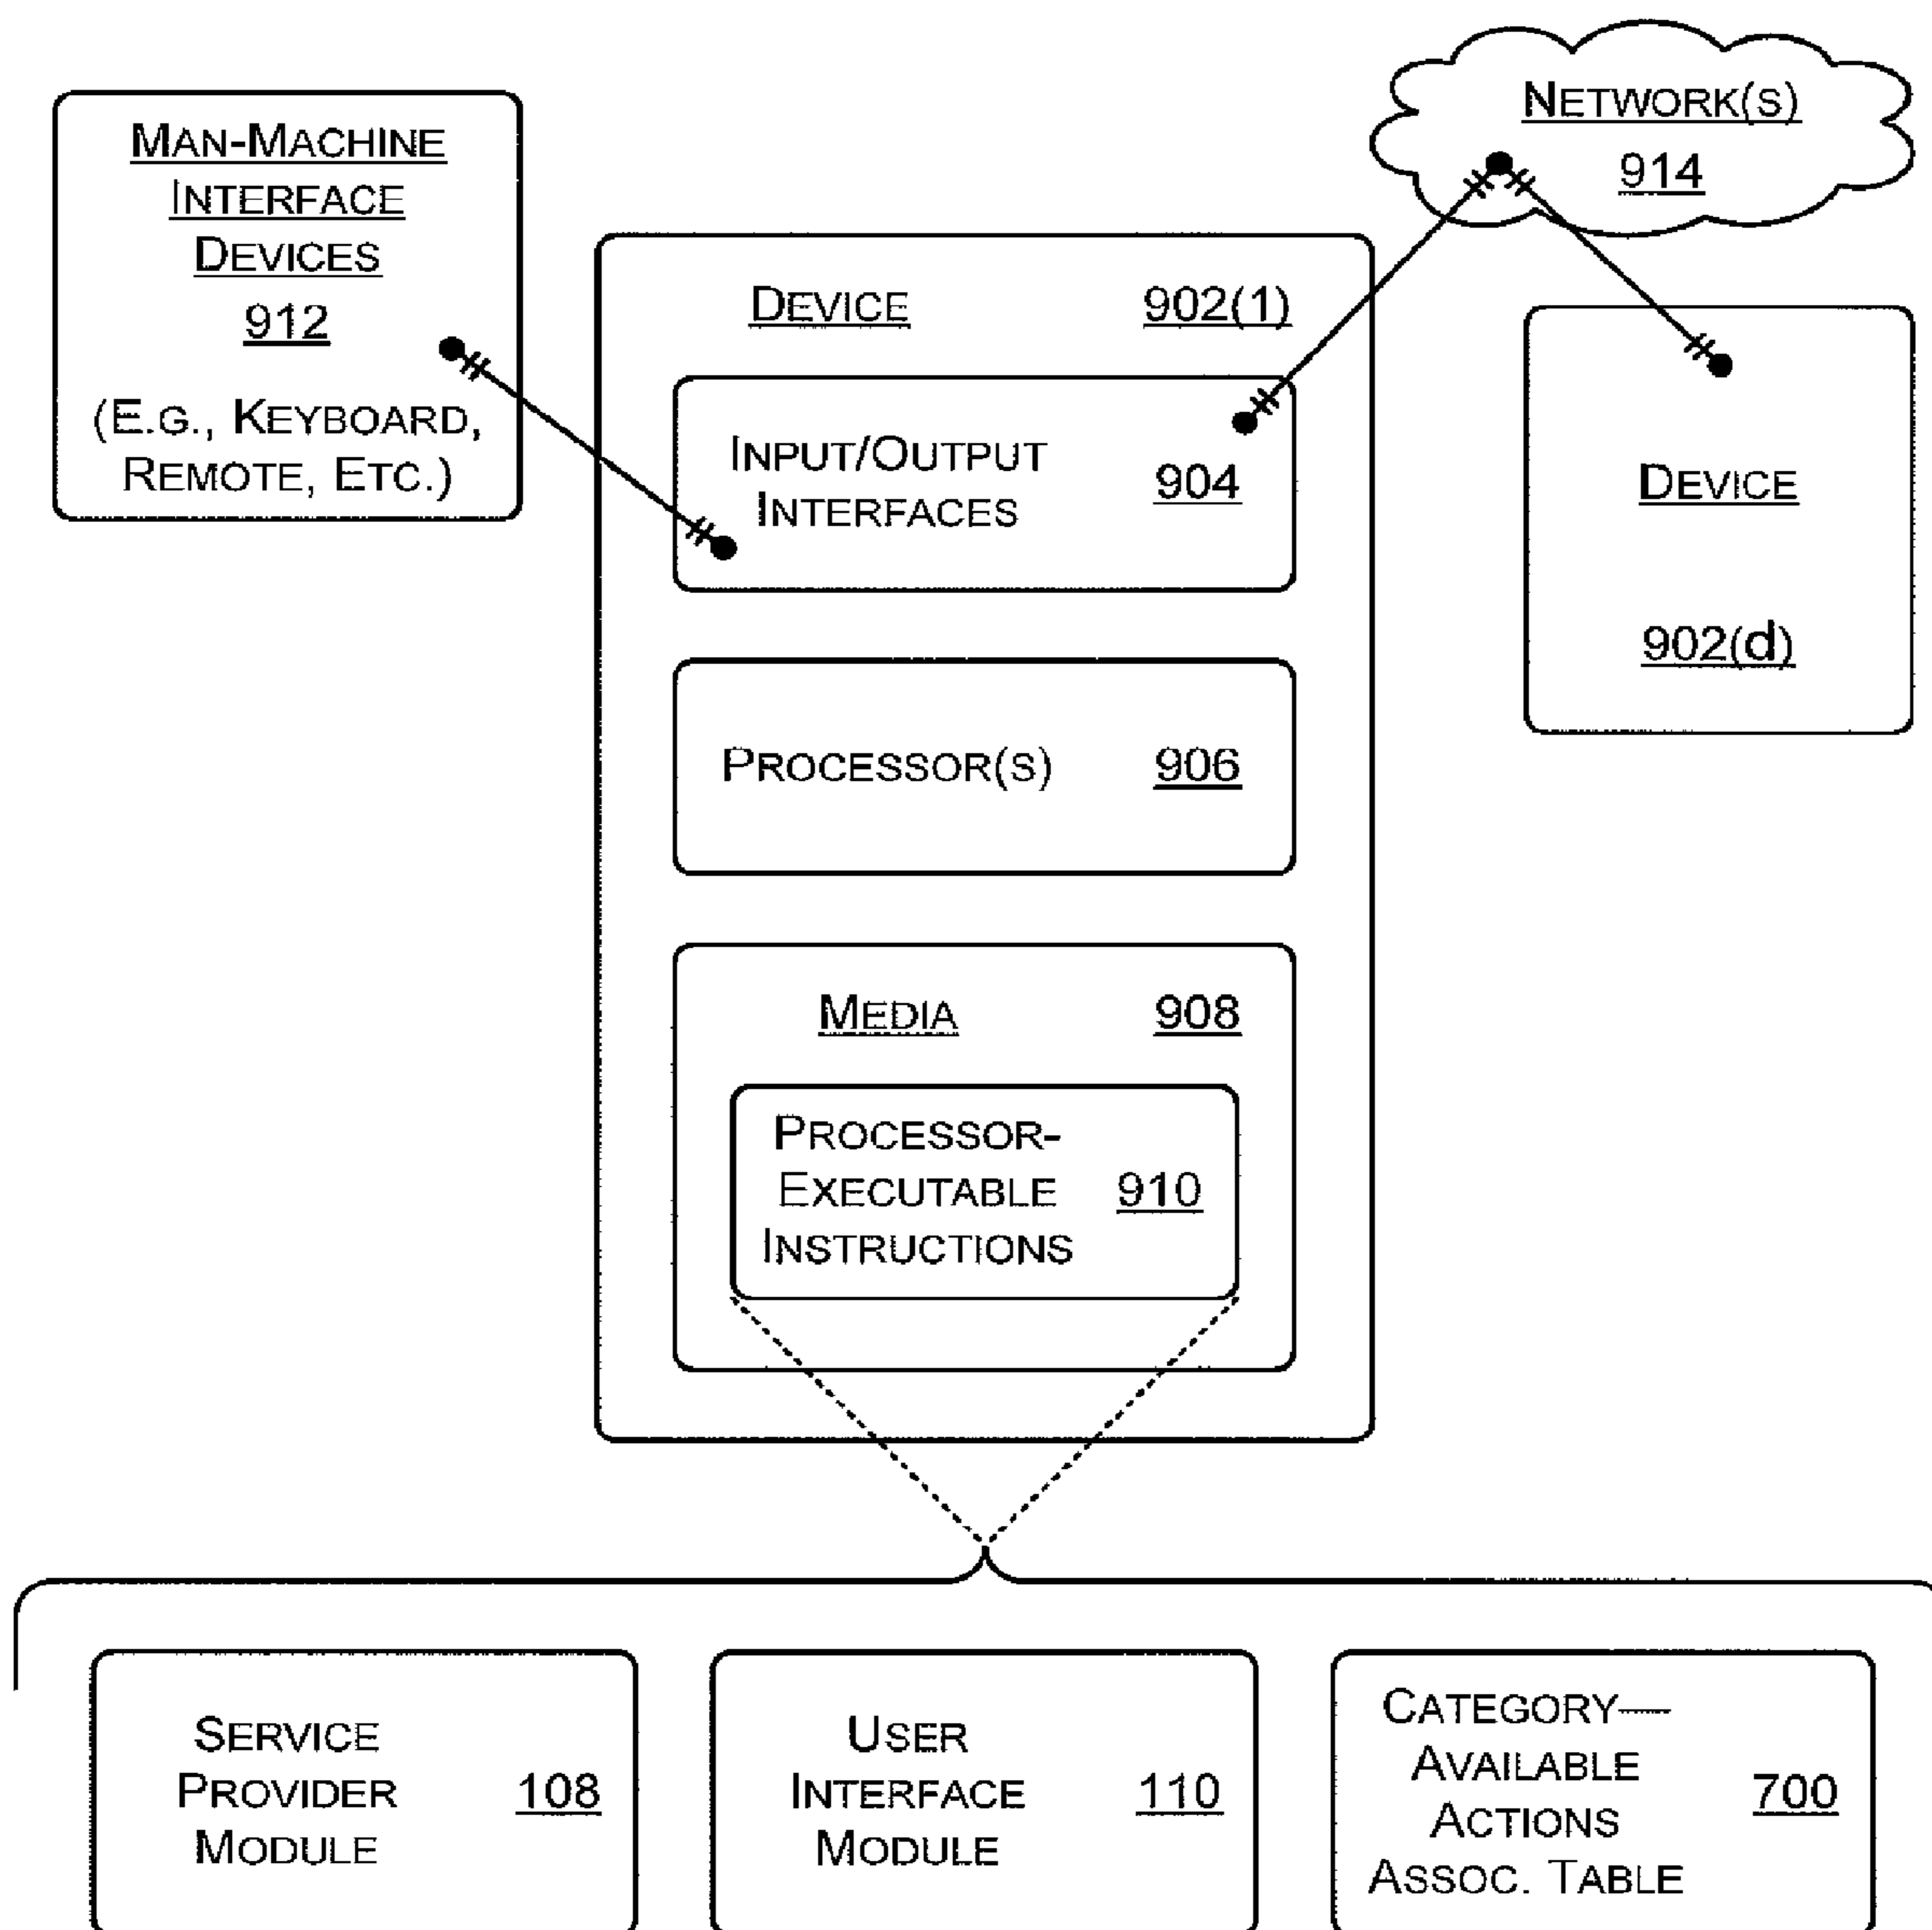 MAN-MACHINE
INTERFACE
DEVICES
912
(E.G., KEYBOARD,
REMOTE, ETC.)
NETWORK(S)
914
DEVICE 902(1)
INPUT/OUTPUT
INTERFACES
904
DEVICE
902(d)
PROCESSOR(S) 906
MEDIA 908
PROCESSOR-
EXECUTABLE
INSTRUCTIONS
910
SERVICE
PROVIDER
MODULE
108
USER
INTERFACE
MODULE
110
CATEGORY—
AVAILABLE
ACTIONS
ASSOC. TABLE
700